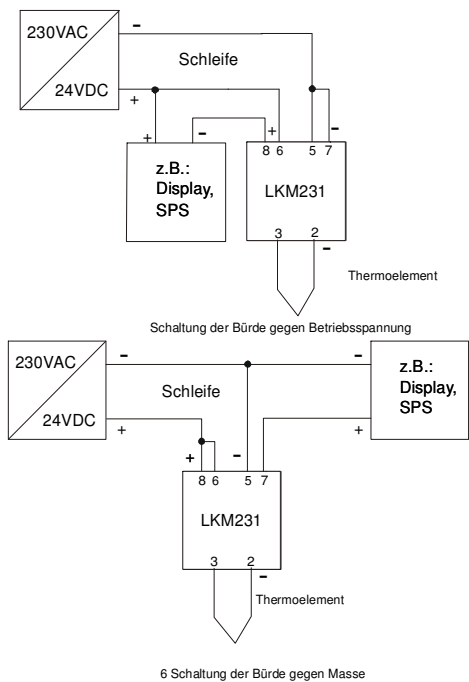 230VAC
-
Schleife
24VDC
+
+
-
+
-
8 6 5 7
z.B.:
Display,
SPS
LKM231
3 2
-
Thermoelement
Schaltung der Bürde gegen Betriebsspannung
230VAC
-
-
z.B.:
Display,
SPS
Schleife
24VDC
+
+
+
-
8 6 5 7
LKM231
3 2
-
Thermoelement
6 Schaltung der Bürde gegen Masse